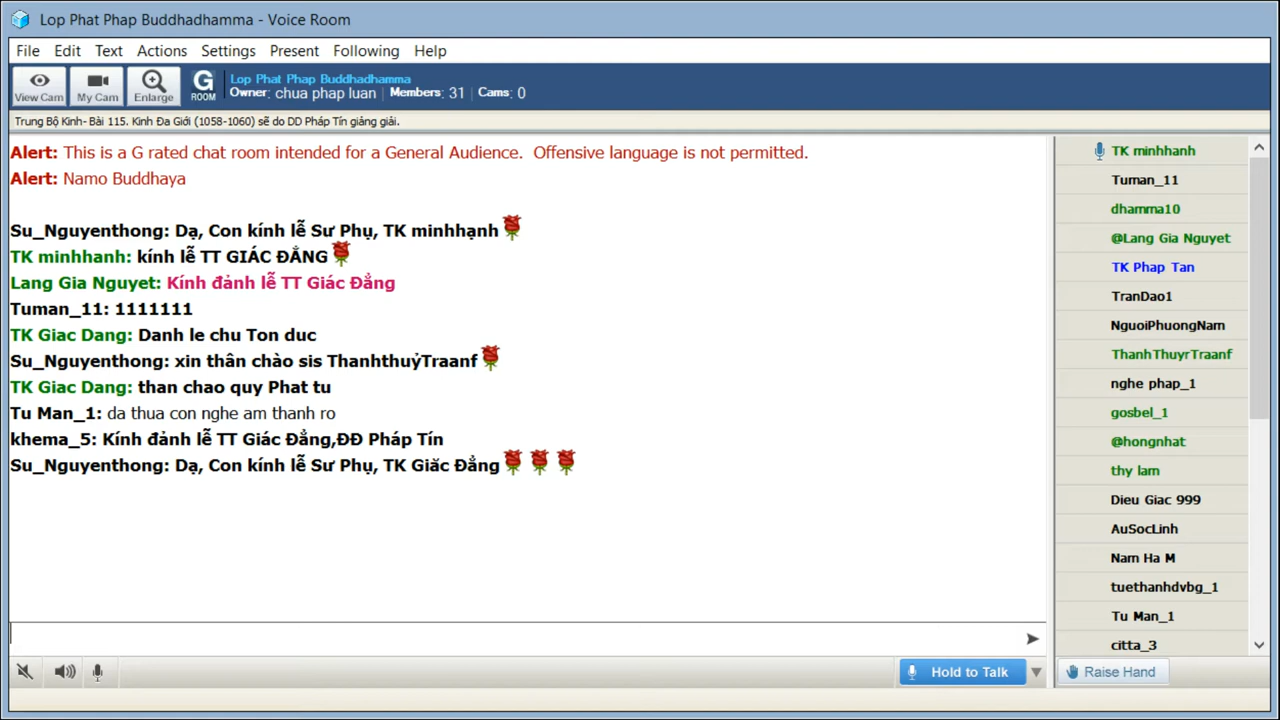 Lop Phat Phap Buddhadhamma - Voice Room
File Edit Text Actions Settings Present Following Help
View Cam My Cam Enlarge G ROOM
Lop Phat Phap Buddhadhamma
Owner: chua phap luan | Members: 31 | Cams: 0
Trung Bộ Kinh- Bài 115. Kinh Đa Giới (1058-1060) sẽ do DD Pháp Tín giảng giải.
Alert: This is a G rated chat room intended for a General Audience. Offensive language is not permitted.
Alert: Namo Buddhaya
Su_Nguyenthong: Dạ, Con kính lễ Sư Phụ, TK minhhạnh
TK minhhanh: kính lễ TT GIÁC ĐẲNG
Lang Gia Nguyet: Kính đảnh lễ TT Giác Đẳng
Tuman_11: 1111111
TK Giac Dang: Danh le chu Ton duc
Su_Nguyenthong: xin thân chào sis ThanhthuỷTraanf
TK Giac Dang: than chao quy Phat tu
Tu Man_1: da thua con nghe am thanh ro
khema_5: Kính đảnh lễ TT Giác Đẳng,ĐĐ Pháp Tín
Su_Nguyenthong: Dạ, Con kính lễ Sư Phụ, TK Giăc Đẳng
TK minhhanh
Tuman_11
dhamma10
@Lang Gia Nguyet
TK Phap Tan
TranDao1
NguoiPhuongNam
ThanhThuyrTraanf
nghe phap_1
gosbel_1
@hongnhat
thy lam
Dieu Giac 999
AuSocLinh
Nam Ha M
tuethanhdvbg_1
Tu Man_1
citta_3
Hold to Talk
Raise Hand